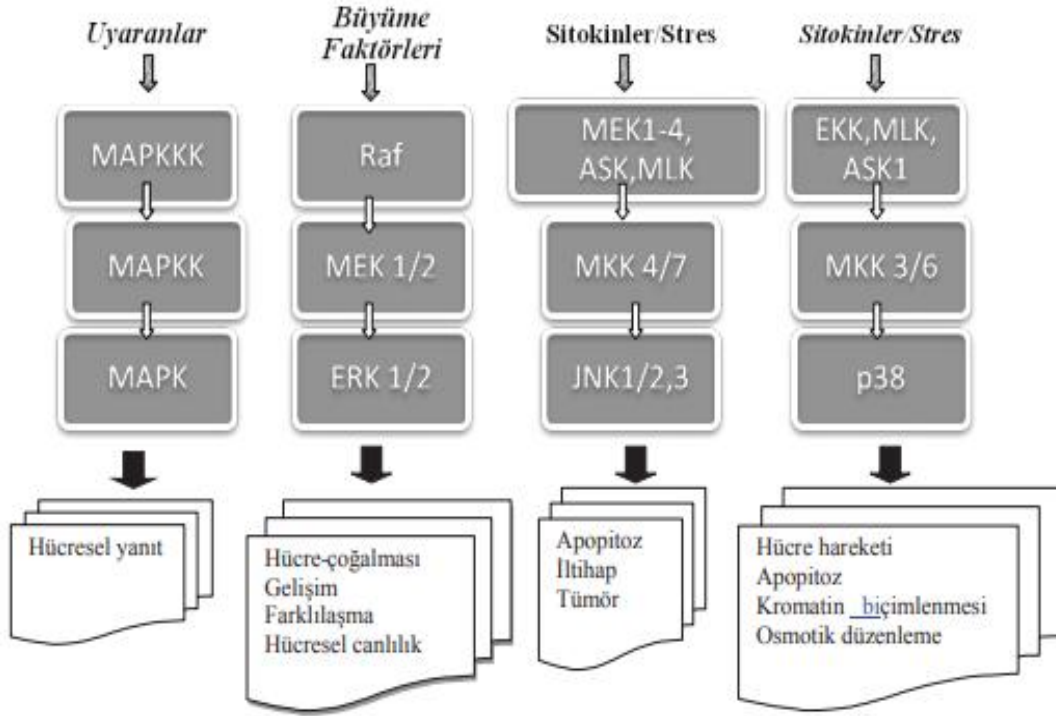 Uyaranlar
Büyüme
Faktörleri
Sitokinler/Stres
Sitokinler/Stres
MAPKKK
Raf
MEK1-4,
ASK,MLK
EKK,MLK,
ASK1
MAPKK
MEK 1/2
MKK 4/7
MKK 3/6
MAPK
ERK 1/2
JNK1/2,3
p38
Hücresel yanıt
Hücre-çoğalması
Gelişim
Farklılaşma
Hücresel canlılık
Apopitoz
İltihap
Tümör
Hücre hareketi
Apopitoz
Kromatin biçimlenmesi
Osmotik düzenleme